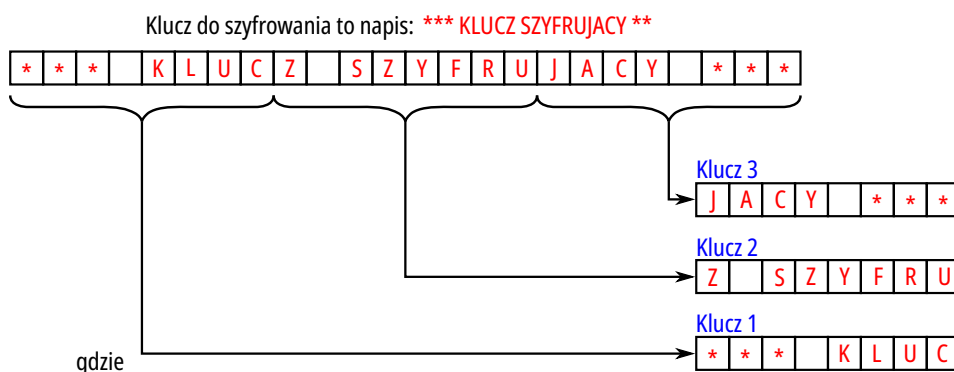 Klucz do szyfrowania to napis: *** KLUCZ SZYFRUJACY **
* * * K L U C Z S Z Y F R U J A C Y * * *
Klucz 3
J A C Y * * *
Klucz 2
Z S Z Y F R U
Klucz 1
* * * K L U C
gdzie